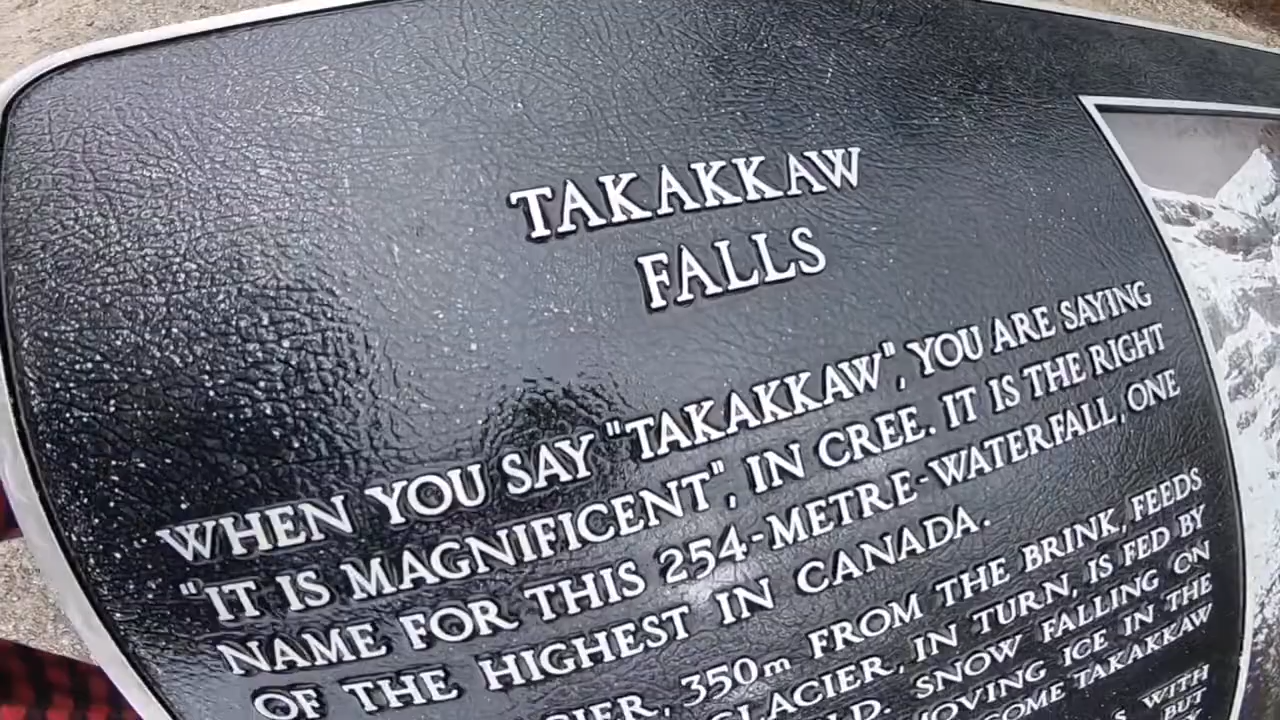 TAKAKKAW
FALLS
WHEN YOU SAY "TAKAKKAW", YOU ARE SAYING
"IT IS MAGNIFICENT", IN CREE. IT IS THE RIGHT
NAME FOR THIS 254-METRE-WATERFALL, ONE
OF THE HIGHEST IN CANADA.
350m FROM THE BRINK, FEEDS
GLACIER, IN TURN, IS FED BY
SNOW FALLING ON
ICE IN THE
TAKAKKAW
WITH
BUT